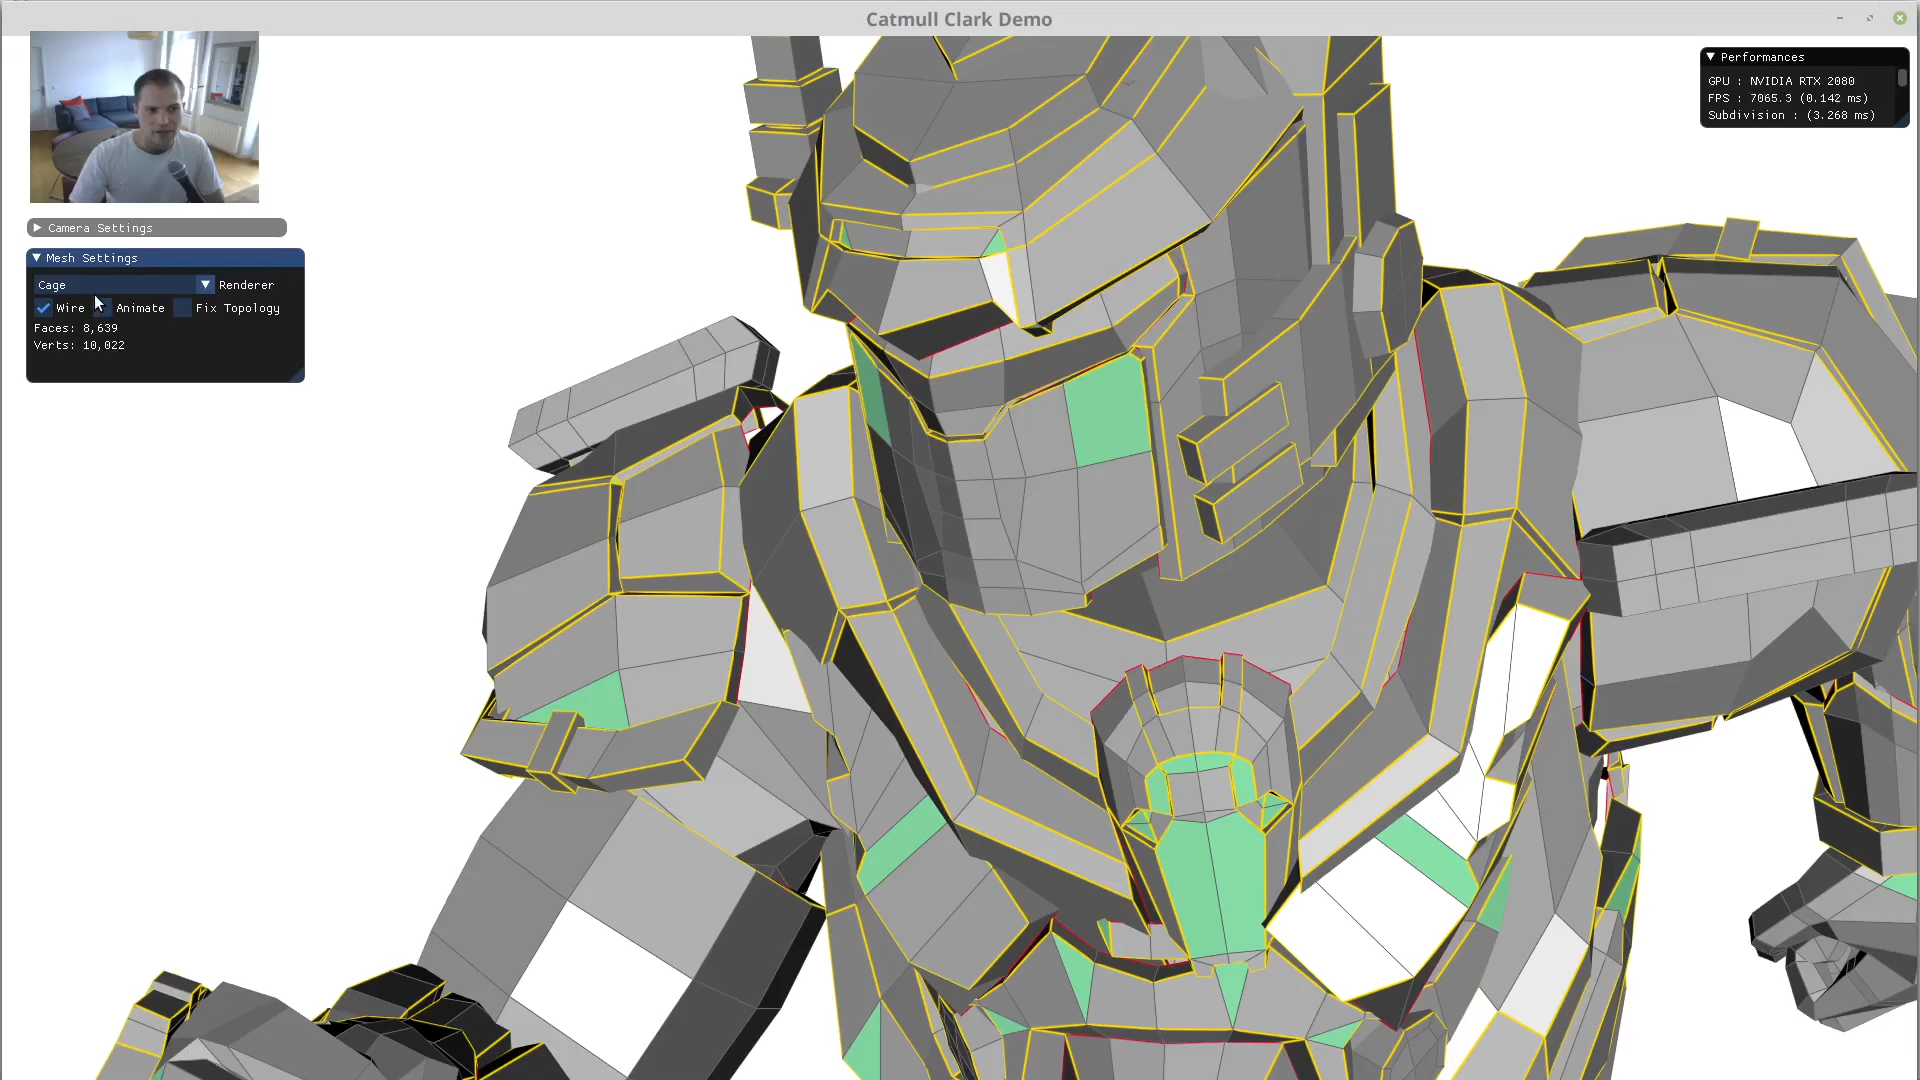 Catmull Clark Demo
Performances
GPU : NVIDIA RTX 2080
FPS : 7065.3 (0.142 ms)
Subdivision : (3.268 ms)
Camera Settings
Mesh Settings
Cage Renderer
Wire Animate Fix Topology
Faces: 8,639
Verts: 10,022